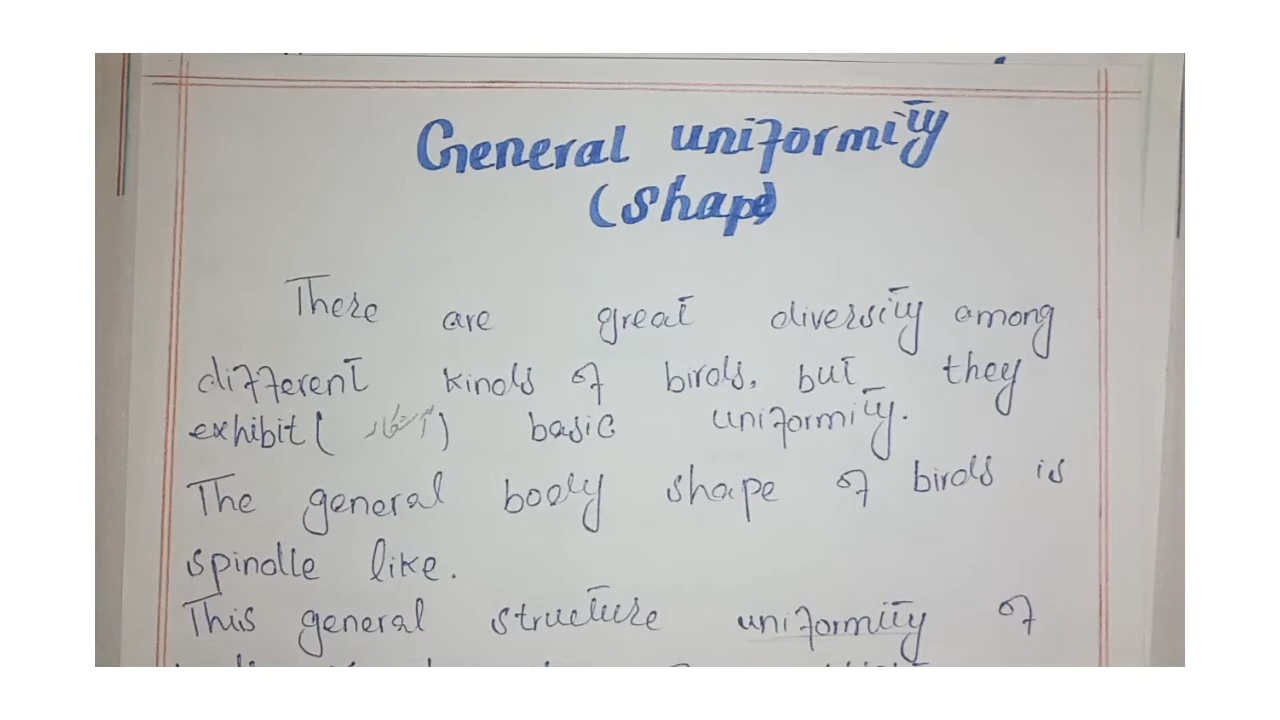 General uniformity
(Shape)
There are great diversity among
different kinds of birds, but they
exhibit ( آشکار ) basic uniformity.
The general body shape of birds is
spindle like.
This general structure uniformity of